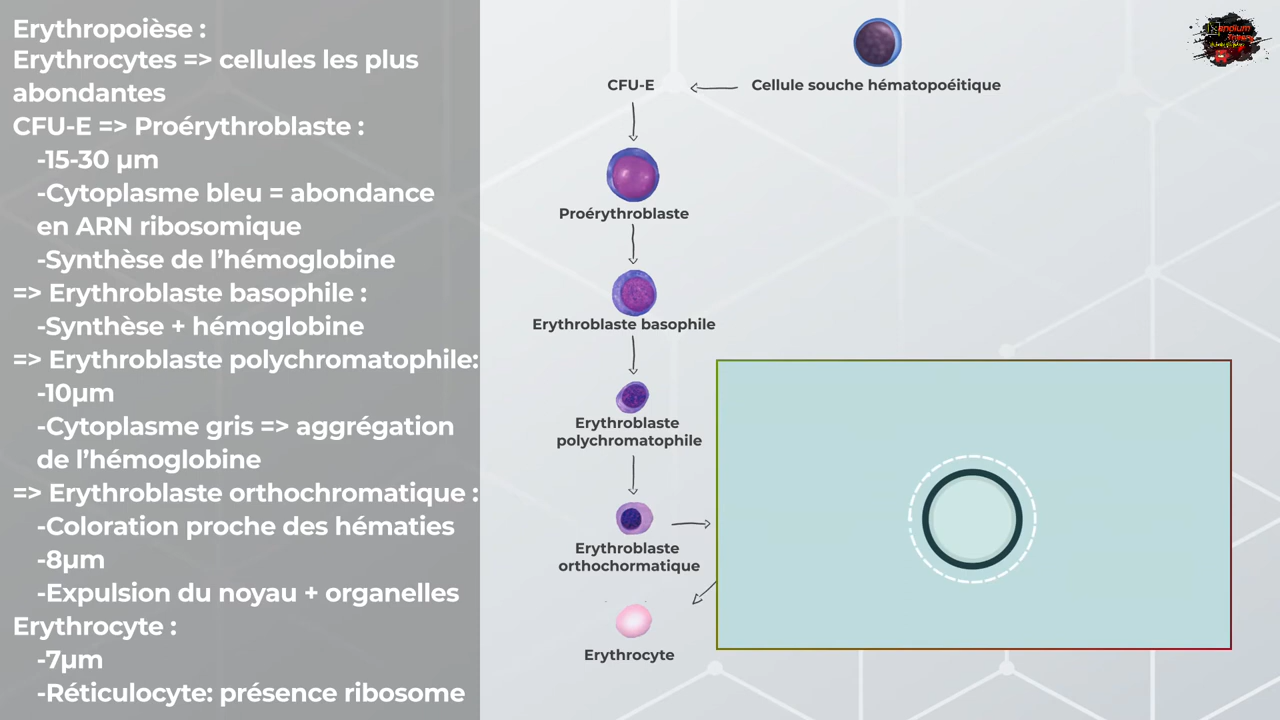 Erythropoièse :
Erythrocytes => cellules les plus
abondantes
CFU-E => Proérythroblaste :
-15-30 µm
-Cytoplasme bleu = abondance
en ARN ribosomique
-Synthèse de l’hémoglobine
=> Erythroblaste basophile :
-Synthèse + hémoglobine
=> Erythroblaste polychromatophile:
-10µm
-Cytoplasme gris => aggrégation
de l’hémoglobine
=> Erythroblaste orthochromatique :
-Coloration proche des hématies
-8µm
-Expulsion du noyau + organelles
Erythrocyte :
-7µm
-Réticulocyte: présence ribosome
Cellule souche hématopoéitique
CFU-E
Proérythroblaste
Erythroblaste basophile
Erythroblaste
polychromatophile
Erythroblaste
orthochormatique
Erythrocyte